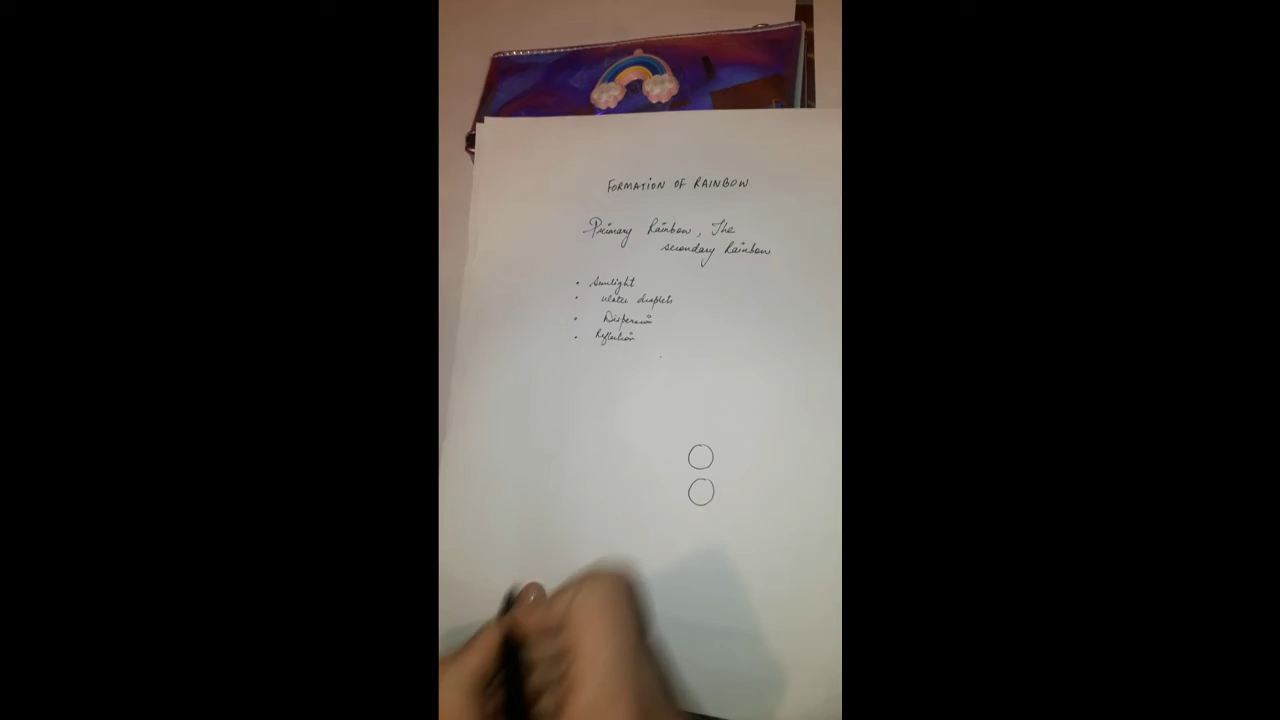 FORMATION OF RAINBOW
Primary Rainbow, The
secondary Rainbow
• Sunlight
• Water droplets
• Dispersion
• Reflection